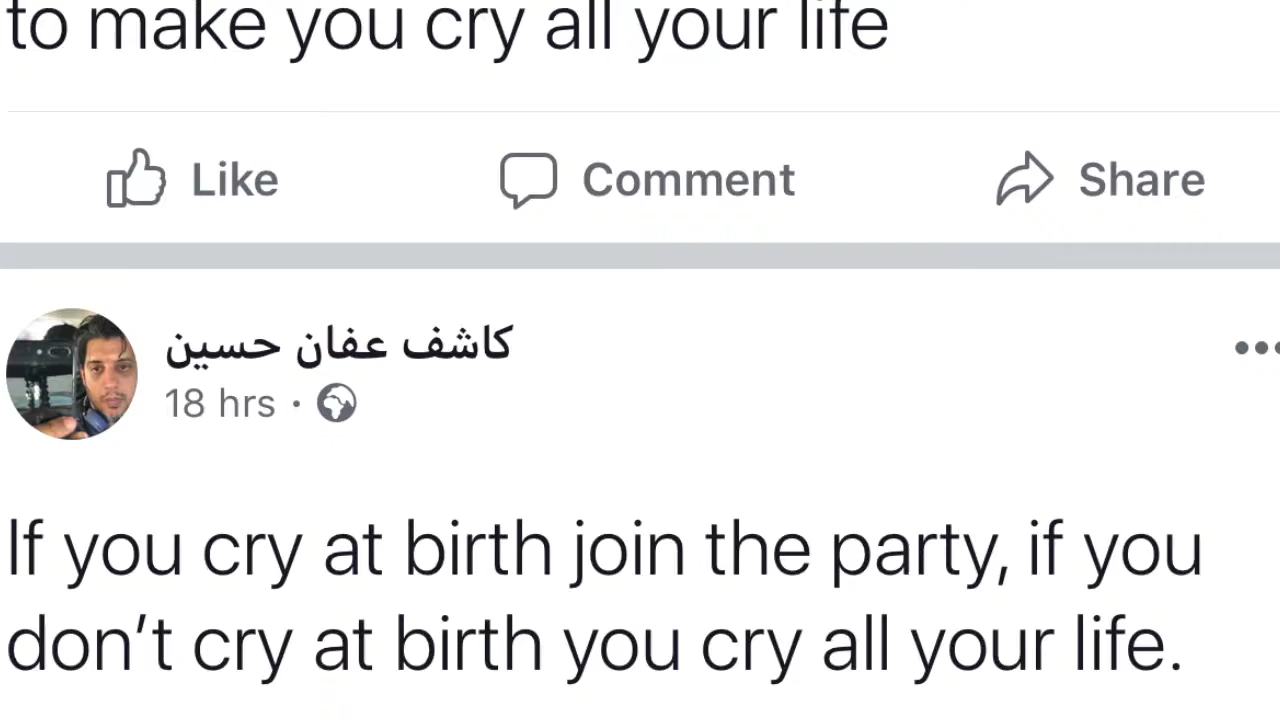 to make you cry all your life
Like Comment Share
كاشف عفان حسين
18 hrs ·
If you cry at birth join the party, if you
don't cry at birth you cry all your life.